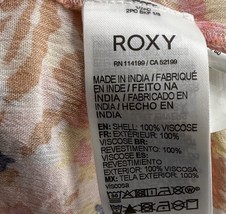 ROXY
RN 114199 / CA 52199
MADE IN INDIA / FABRIQUÉ
EN INDE / FEITO NA
ÍNDIA / FABRICADO EN
INDIA / HECHO EN
INDIA
EN: SHELL: 100% VISCOSE
FR: EXTERIEUR: 100%
VISCOSE BR:
REVESTIMENTO: 100%
VISCOSE ES:
REVESTIMIENTO: 100%
VISCOSA
MX: TELA EXTERIOR: 100%
viscosa